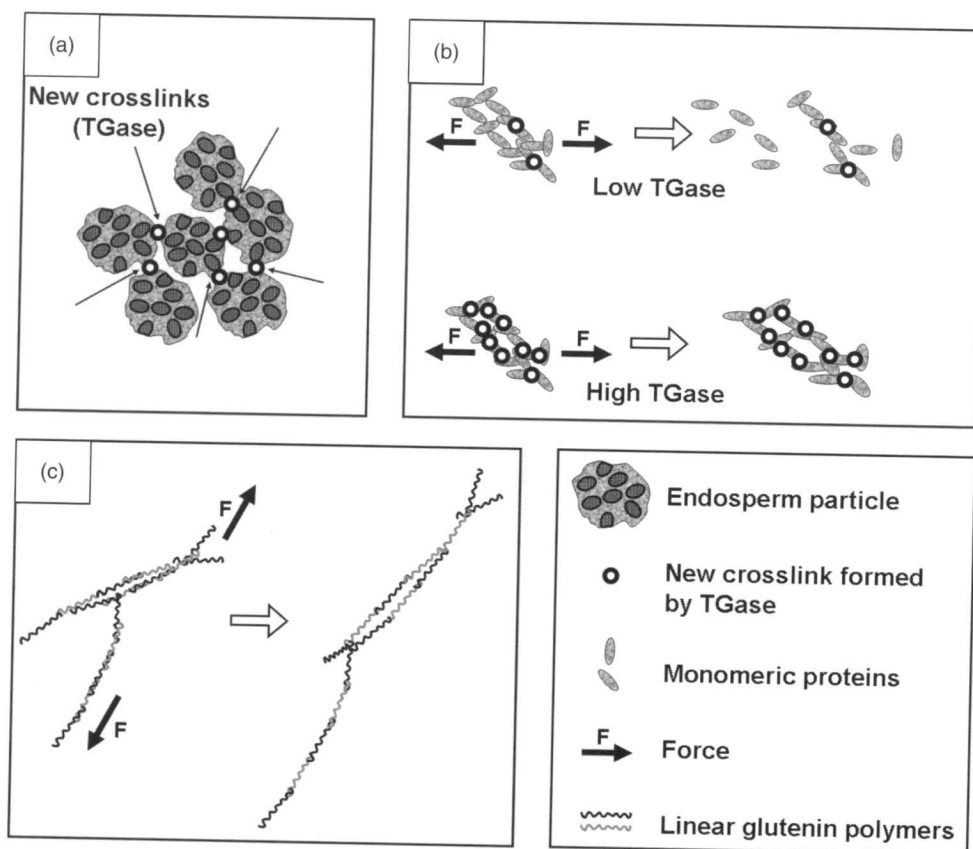 (a)
New crosslinks
(TGase)
(b)
F
F
Low TGase
F
F
High TGase
(c)
F
F
Endosperm particle
New crosslink formed
by TGase
Monomeric proteins
F
Force
Linear glutenin polymers